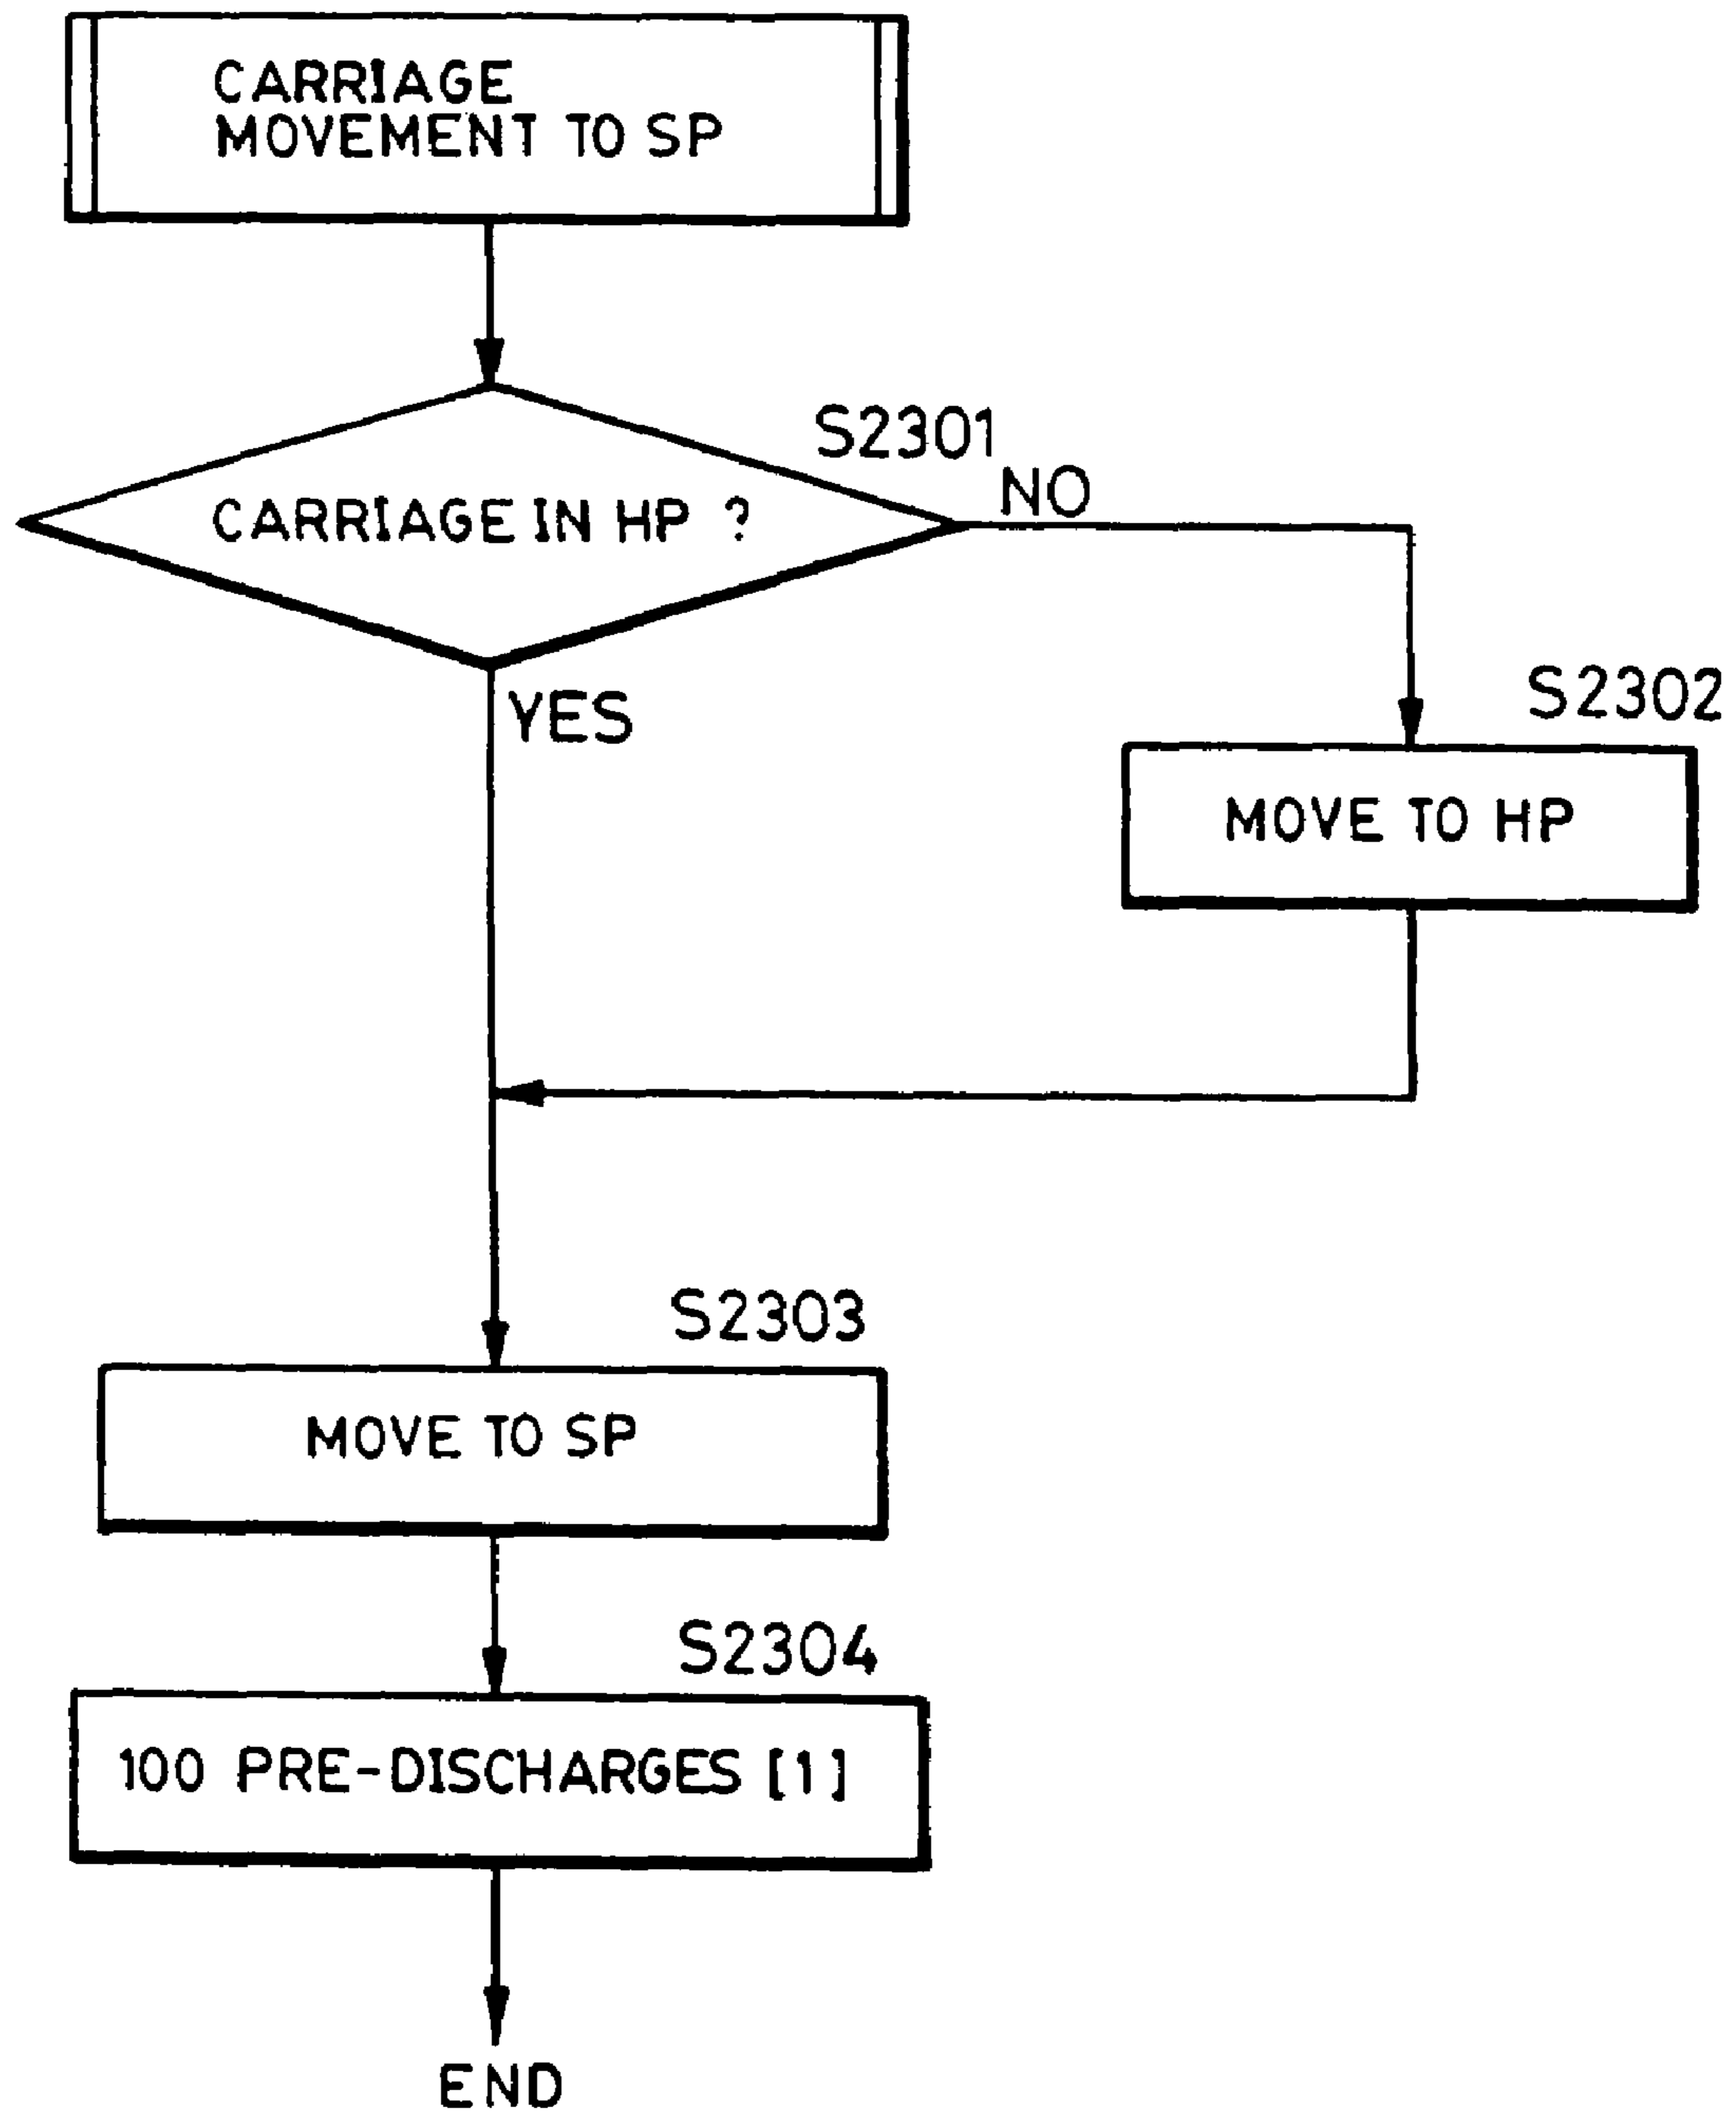 CARRIAGE
MOVEMENT TO SP
S2301
CARRIAGE IN HP ?
NO
YES
S2302
MOVE TO HP
S2303
MOVE TO SP
S2304
100 PRE-DISCHARGES [1]
END